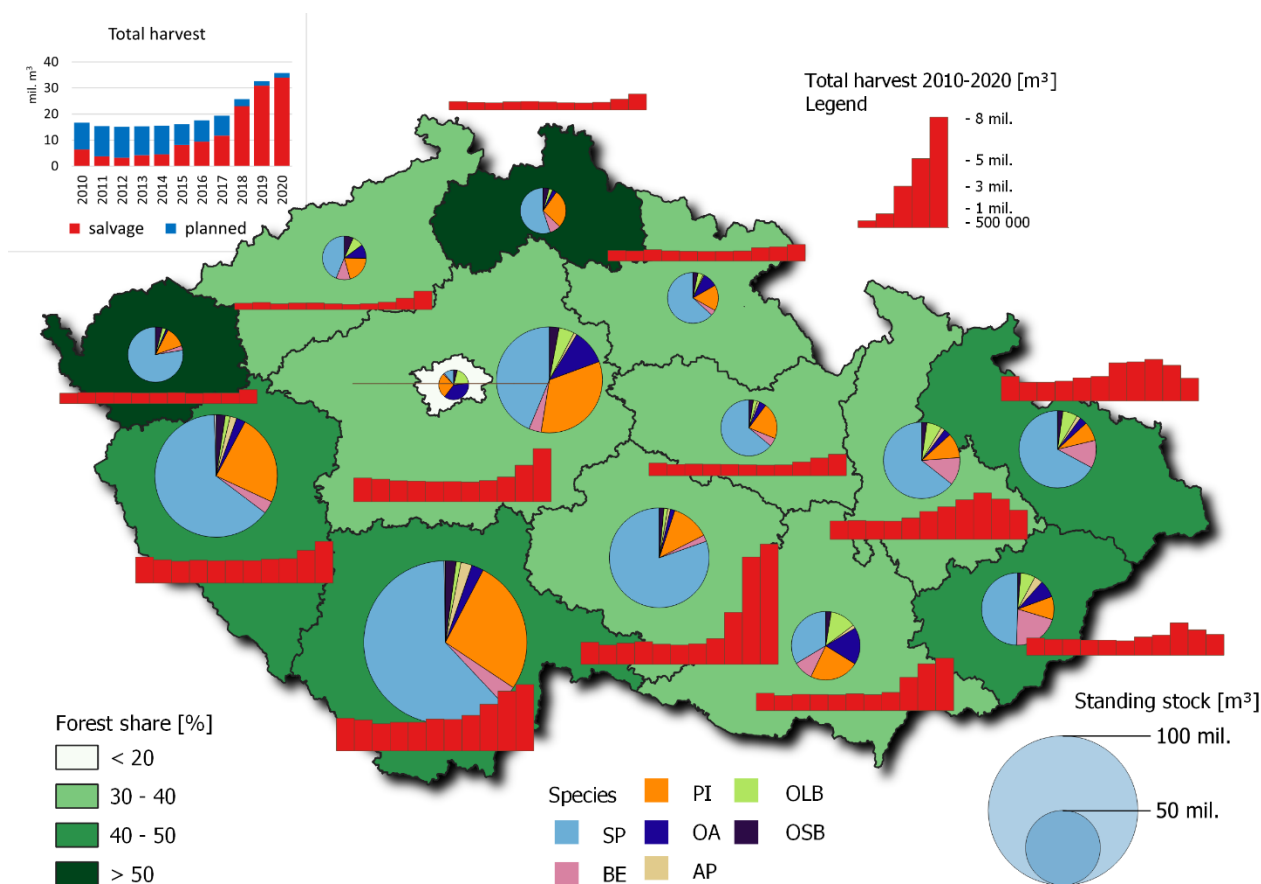 Total harvest
mil. m³
40
30
20
10
0
2010
2011
2012
2013
2014
2015
2016
2017
2018
2019
2020
salvage
planned
Total harvest 2010-2020 [m³]
Legend
- 8 mil.
- 5 mil.
- 3 mil.
- 1 mil.
- 500 000
Forest share [%]
< 20
30 - 40
40 - 50
> 50
Species
PI
OLB
SP
OA
OSB
BE
AP
Standing stock [m³]
100 mil.
50 mil.